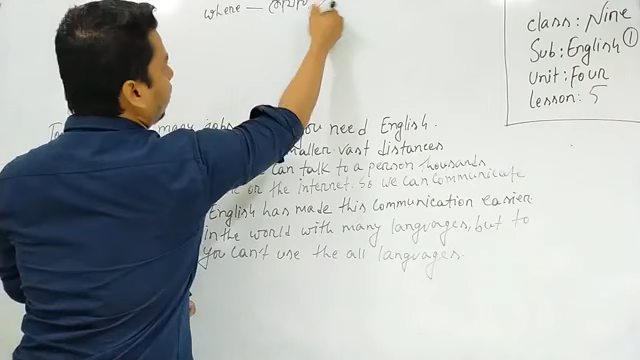 where —
class: Nine
Sub: English ①
Unit: Four
Lesson: 5
many jobs you need English.
smaller vast distances
can talk to a person thousands
or the internet. So we can communicate
English has made this communication easier
in the world with many languages, but to
you can't use the all languages.